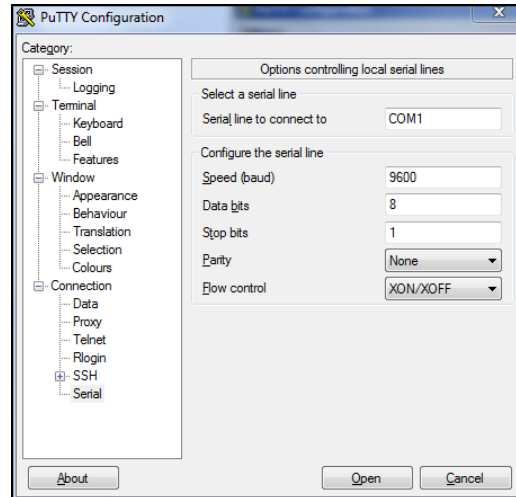 PuTTY Configuration
Category:
Session
Logging
Terminal
Keyboard
Bell
Features
Window
Appearance
Behaviour
Translation
Selection
Colours
Connection
Data
Proxy
Telnet
Rlogin
SSH
Serial
Options controlling local serial lines
Select a serial line
Serial line to connect to COM1
Configure the serial line
Speed (baud) 9600
Data bits 8
Stop bits 1
Parity None
Flow control XON/XOFF
About Open Cancel